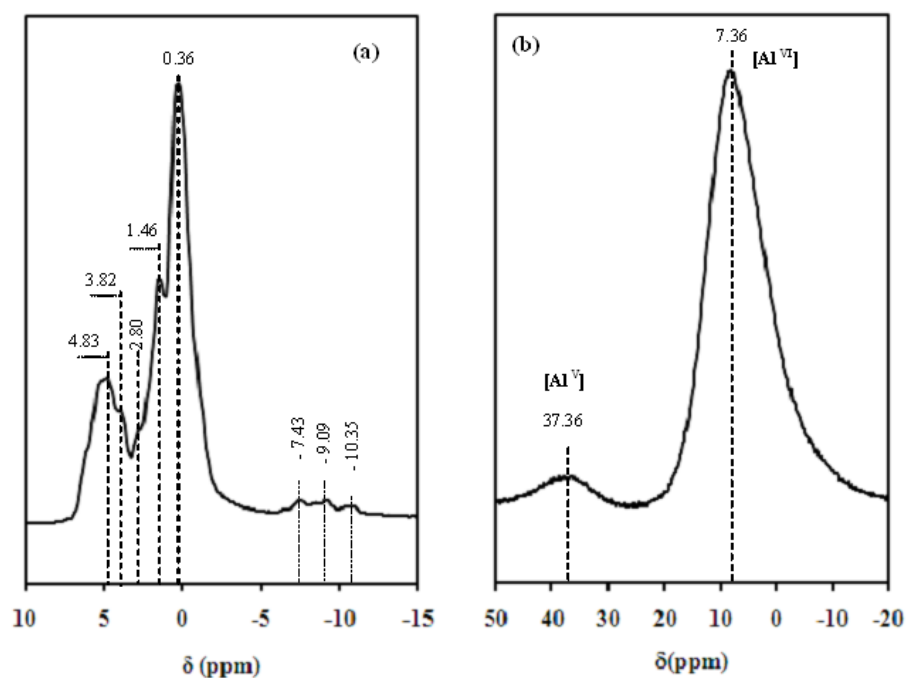 (a)
0.36
1.46
3.82
2.80
4.83
- 7.43
- 9.09
- 10.35
10 5 0 -5 -10 -15
δ (ppm)
(b)
7.36
[Al VI]
[Al V]
37.36
50 40 30 20 10 0 -10 -20
δ(ppm)